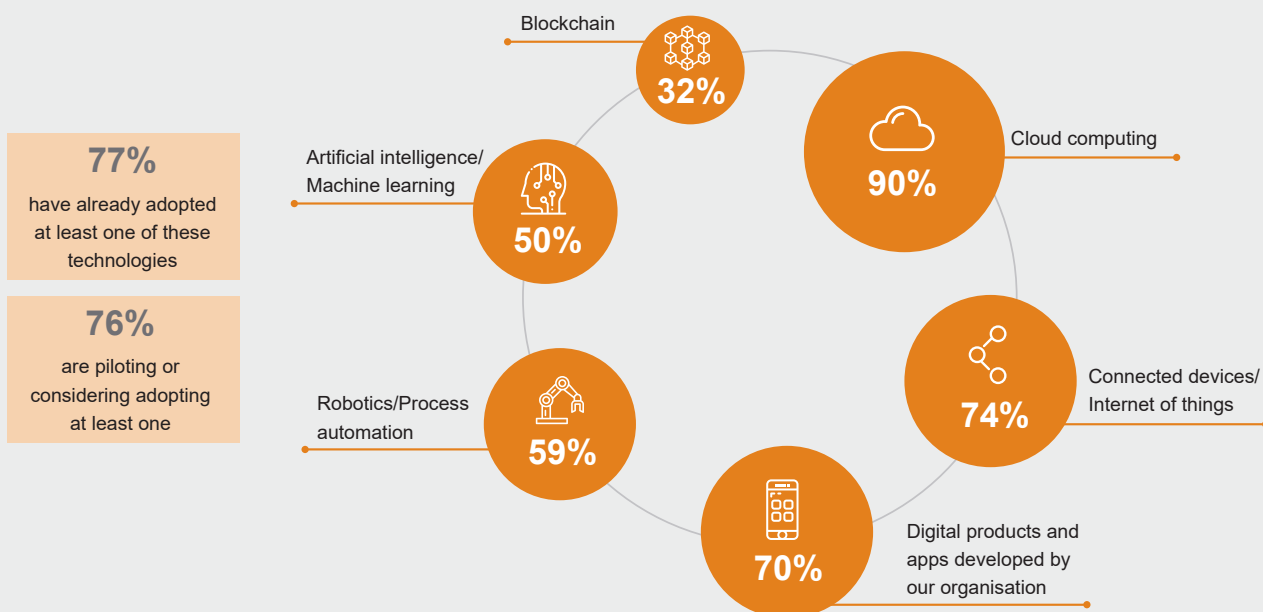 Blockchain
32%
Cloud computing
90%
77%
have already adopted
at least one of these
technologies
Artificial intelligence/
Machine learning
50%
76%
are piloting or
considering adopting
at least one
Connected devices/
Internet of things
74%
Robotics/Process
automation
59%
Digital products and
apps developed by
our organisation
70%